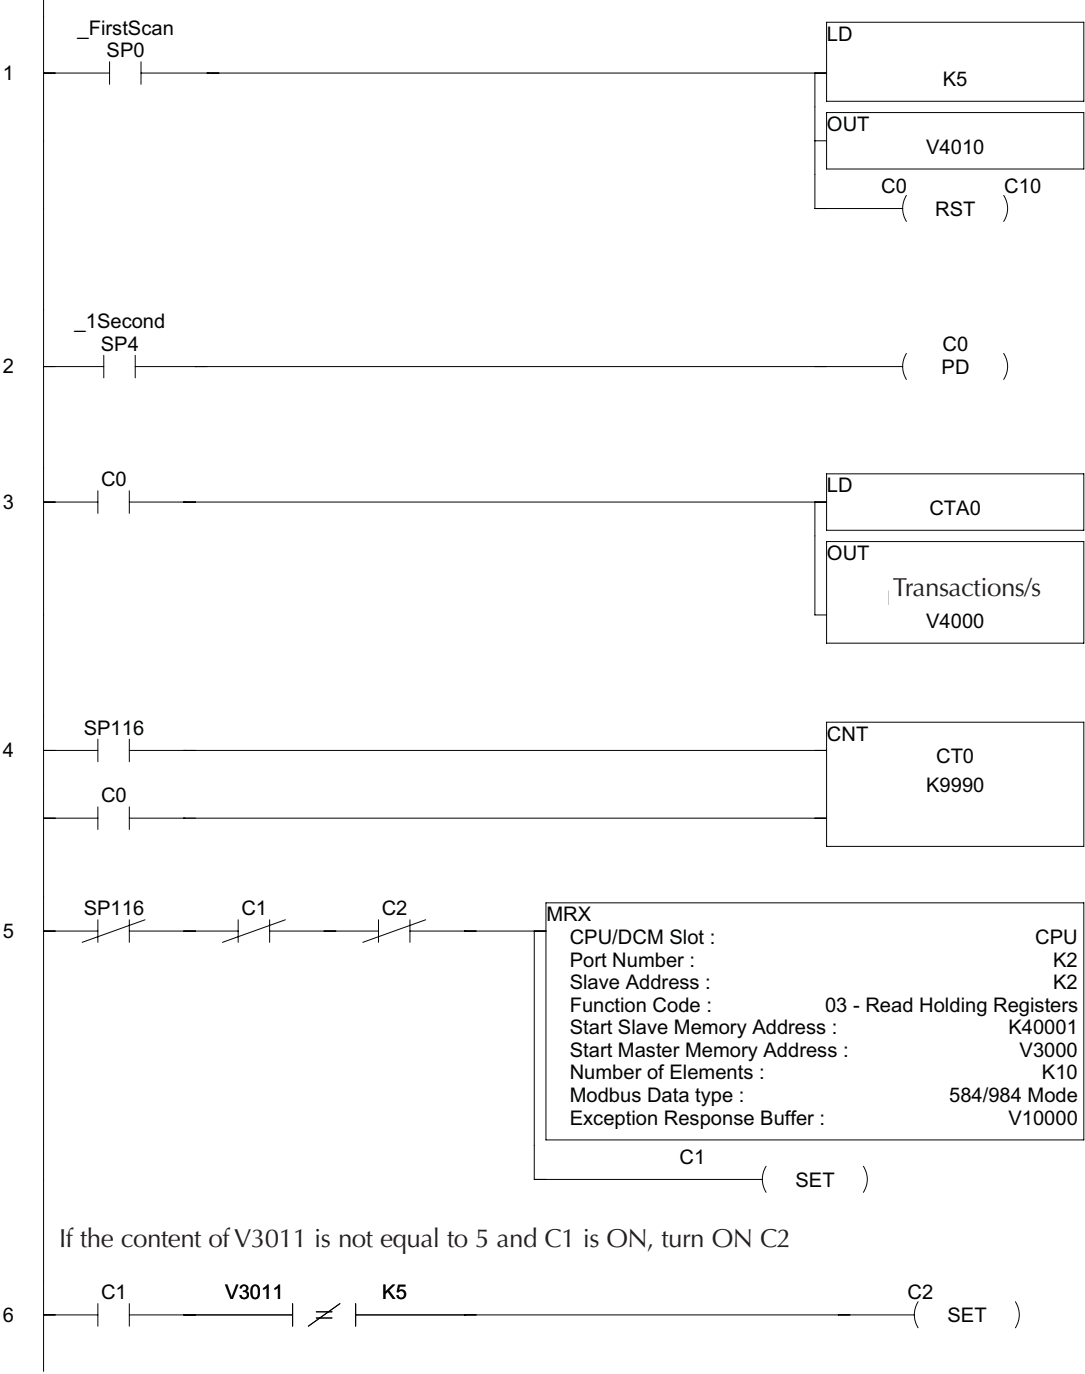 _FirstScan
SP0
1
LD
K5
OUT
V4010
C0 C10
RST
_1Second
SP4
2
C0
PD
C0
3
LD
CTA0
OUT
Transactions/s
V4000
SP116
4
CNT
CT0
K9990
C0
SP116 C1 C2
5
MRX
CPU/DCM Slot : CPU
Port Number : K2
Slave Address : K2
Function Code : 03 - Read Holding Registers
Start Slave Memory Address : K40001
Start Master Memory Address : V3000
Number of Elements : K10
Modbus Data type : 584/984 Mode
Exception Response Buffer : V10000
C1
SET
If the content of V3011 is not equal to 5 and C1 is ON, turn ON C2
C1 V3011 K5 C2
6 ≠ SET